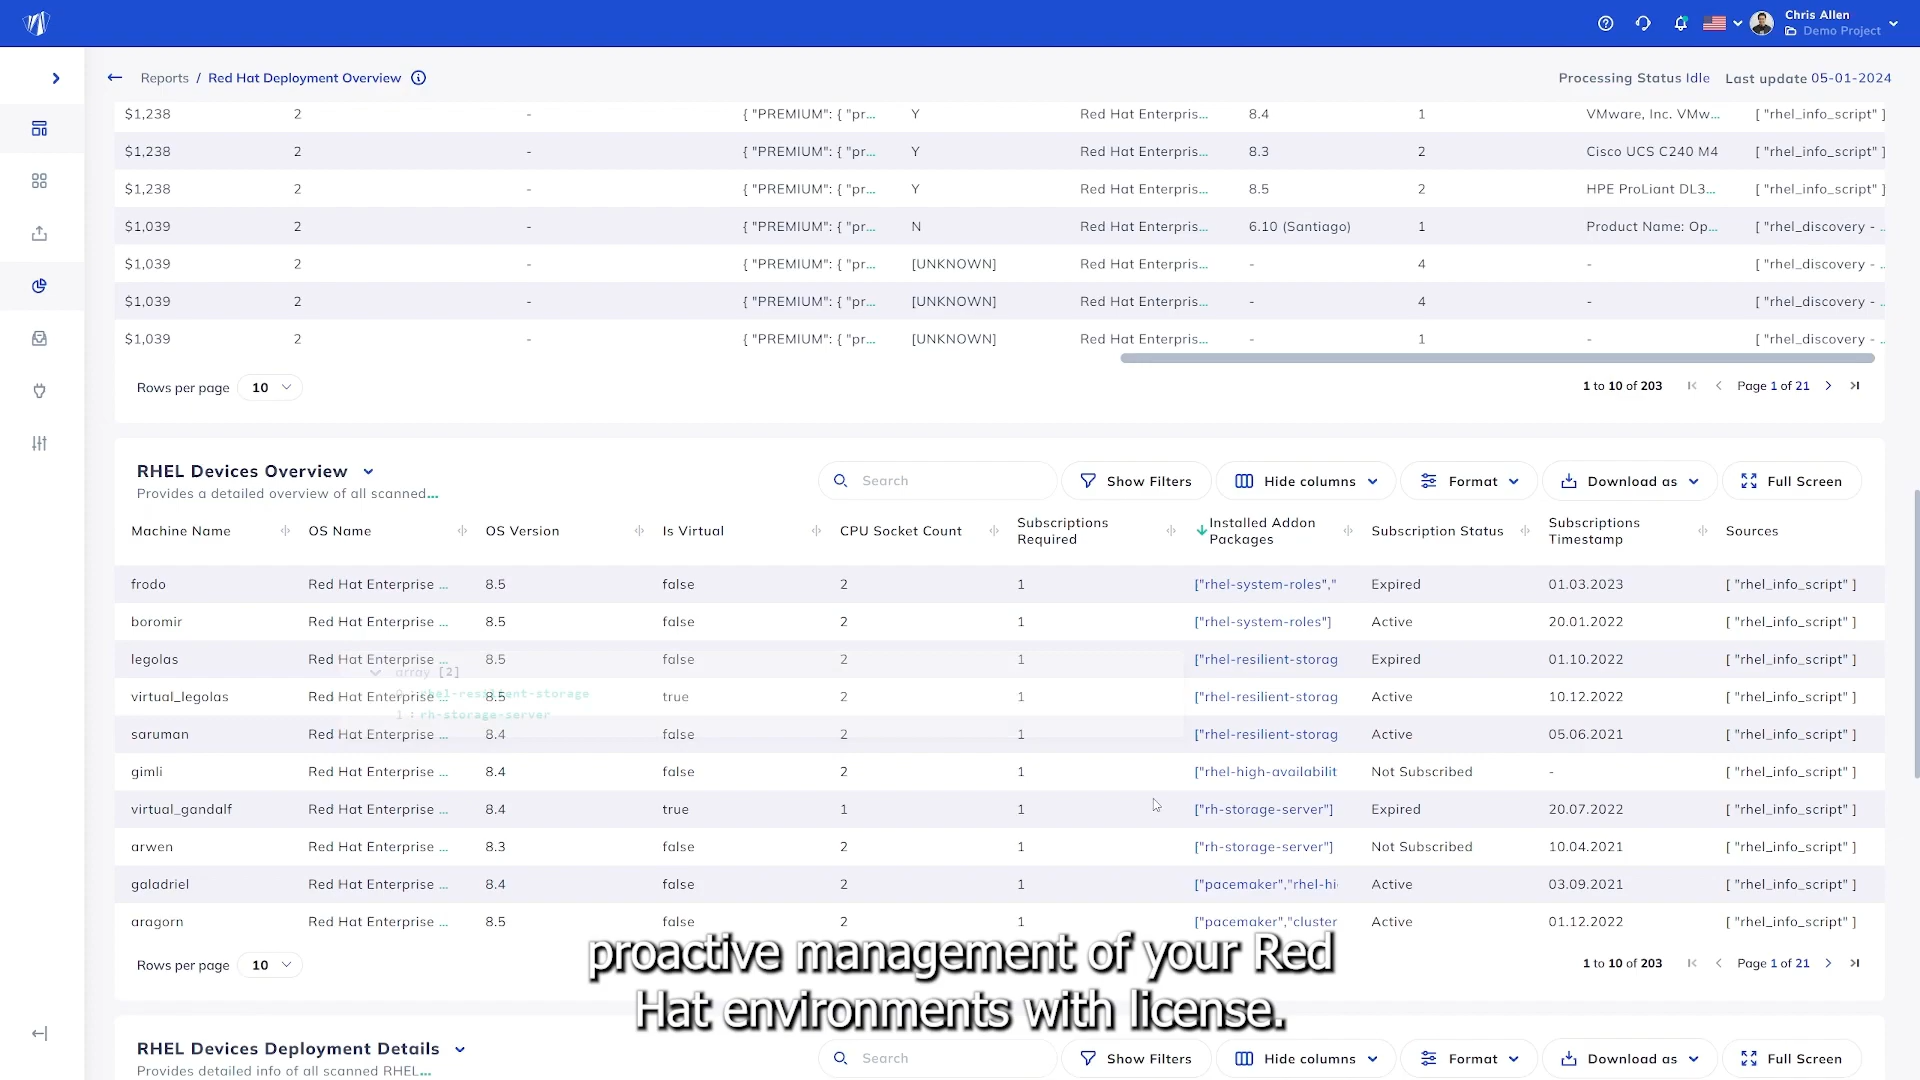 Chris Allen
Demo Project
Reports / Red Hat Deployment Overview
Processing Status Idle Last update 05-01-2024
$1,238 2 - { "PREMIUM": { "pr... Y Red Hat Enterpris... 8.4 1 VMware, Inc. VMw... [ "rhel_info_script" ]
$1,238 2 - { "PREMIUM": { "pr... Y Red Hat Enterpris... 8.3 2 Cisco UCS C240 M4 [ "rhel_info_script" ]
$1,238 2 - { "PREMIUM": { "pr... Y Red Hat Enterpris... 8.5 2 HPE ProLiant DL3... [ "rhel_info_script" ]
$1,039 2 - { "PREMIUM": { "pr... N Red Hat Enterpris... 6.10 (Santiago) 1 Product Name: Op... [ "rhel_discovery - ...
$1,039 2 - { "PREMIUM": { "pr... [UNKNOWN] Red Hat Enterpris... - 4 - [ "rhel_discovery - ...
$1,039 2 - { "PREMIUM": { "pr... [UNKNOWN] Red Hat Enterpris... - 4 - [ "rhel_discovery - ...
$1,039 2 - { "PREMIUM": { "pr... [UNKNOWN] Red Hat Enterpris... - 1 - [ "rhel_discovery - ...
Rows per page 10 1 to 10 of 203 Page 1 of 21
RHEL Devices Overview
Provides a detailed overview of all scanned...
Search Show Filters Hide columns Format Download as Full Screen
Machine Name OS Name OS Version Is Virtual CPU Socket Count Subscriptions Required Installed Addon Packages Subscription Status Subscriptions Timestamp Sources
frodo Red Hat Enterprise ... 8.5 false 2 1 ["rhel-system-roles"," Expired 01.03.2023 [ "rhel_info_script" ]
boromir Red Hat Enterprise ... 8.5 false 2 1 ["rhel-system-roles"] Active 20.01.2022 [ "rhel_info_script" ]
legolas Red Hat Enterprise ... 8.5 false 2 1 ["rhel-resilient-storag Expired 01.10.2022 [ "rhel_info_script" ]
array [2]
virtual_legolas Red Hat Enterprise ... 8.5 true 2 1 ["rhel-resilient-storag Active 10.12.2022 [ "rhel_info_script" ]
rhel-resilient-storage
1 : rh-storage-server
saruman Red Hat Enterprise ... 8.4 false 2 1 ["rhel-resilient-storag Active 05.06.2021 [ "rhel_info_script" ]
gimli Red Hat Enterprise ... 8.4 false 2 1 ["rhel-high-availabilit Not Subscribed - [ "rhel_info_script" ]
virtual_gandalf Red Hat Enterprise ... 8.4 true 1 1 ["rh-storage-server"] Expired 20.07.2022 [ "rhel_info_script" ]
arwen Red Hat Enterprise ... 8.3 false 2 1 ["rh-storage-server"] Not Subscribed 10.04.2021 [ "rhel_info_script" ]
galadriel Red Hat Enterprise ... 8.4 false 2 1 ["pacemaker","rhel-hi Active 03.09.2021 [ "rhel_info_script" ]
aragorn Red Hat Enterprise ... 8.5 false 2 1 ["pacemaker","cluster Active 01.12.2022 [ "rhel_info_script" ]
proactive management of your Red
Hat environments with license.
Rows per page 10 1 to 10 of 203 Page 1 of 21
RHEL Devices Deployment Details
Provides detailed info of all scanned RHEL...
Search Show Filters Hide columns Format Download as Full Screen